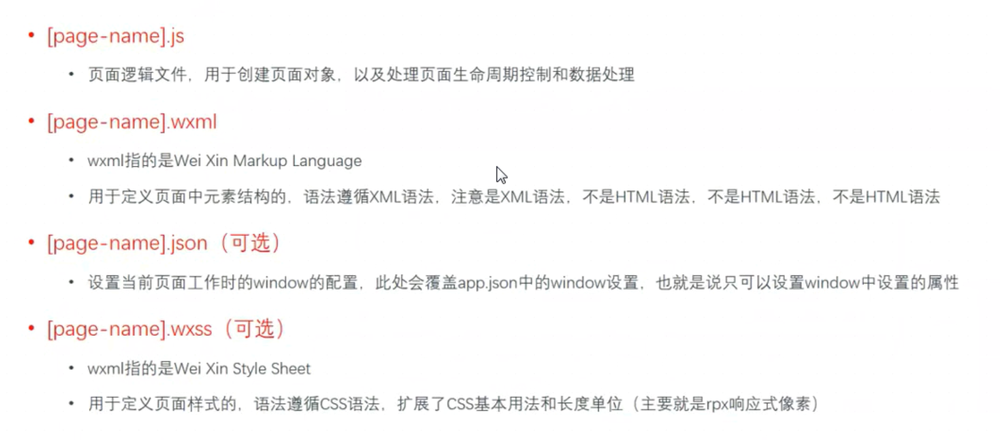 • [page-name].js
• 页面逻辑文件，用于创建页面对象，以及处理页面生命周期控制和数据处理
• [page-name].wxml
• wxml指的是Wei Xin Markup Language
• 用于定义页面中元素结构的，语法遵循XML语法，注意是XML语法，不是HTML语法，不是HTML语法，不是HTML语法
• [page-name].json（可选）
• 设置当前页面工作时的window的配置，此处会覆盖app.json中的window设置，也就是说只可以设置window中设置的属性
• [page-name].wxss（可选）
• wxml指的是Wei Xin Style Sheet
• 用于定义页面样式的，语法遵循CSS语法，扩展了CSS基本用法和长度单位（主要就是rpx响应式像素）